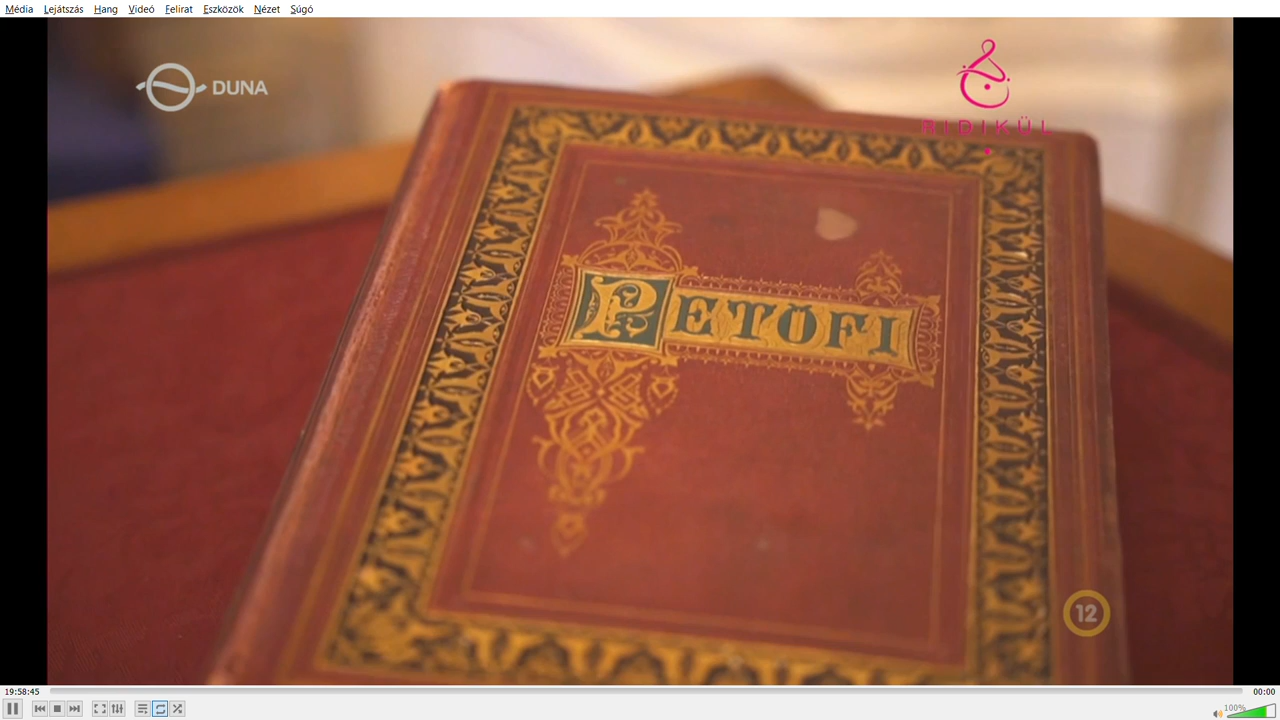 Média Lejátszás Hang Videó Felirat Eszközök Nézet Súgó
DUNA
RIDIKÜL
PETŐFI
12
19:58:45 00:00
100%